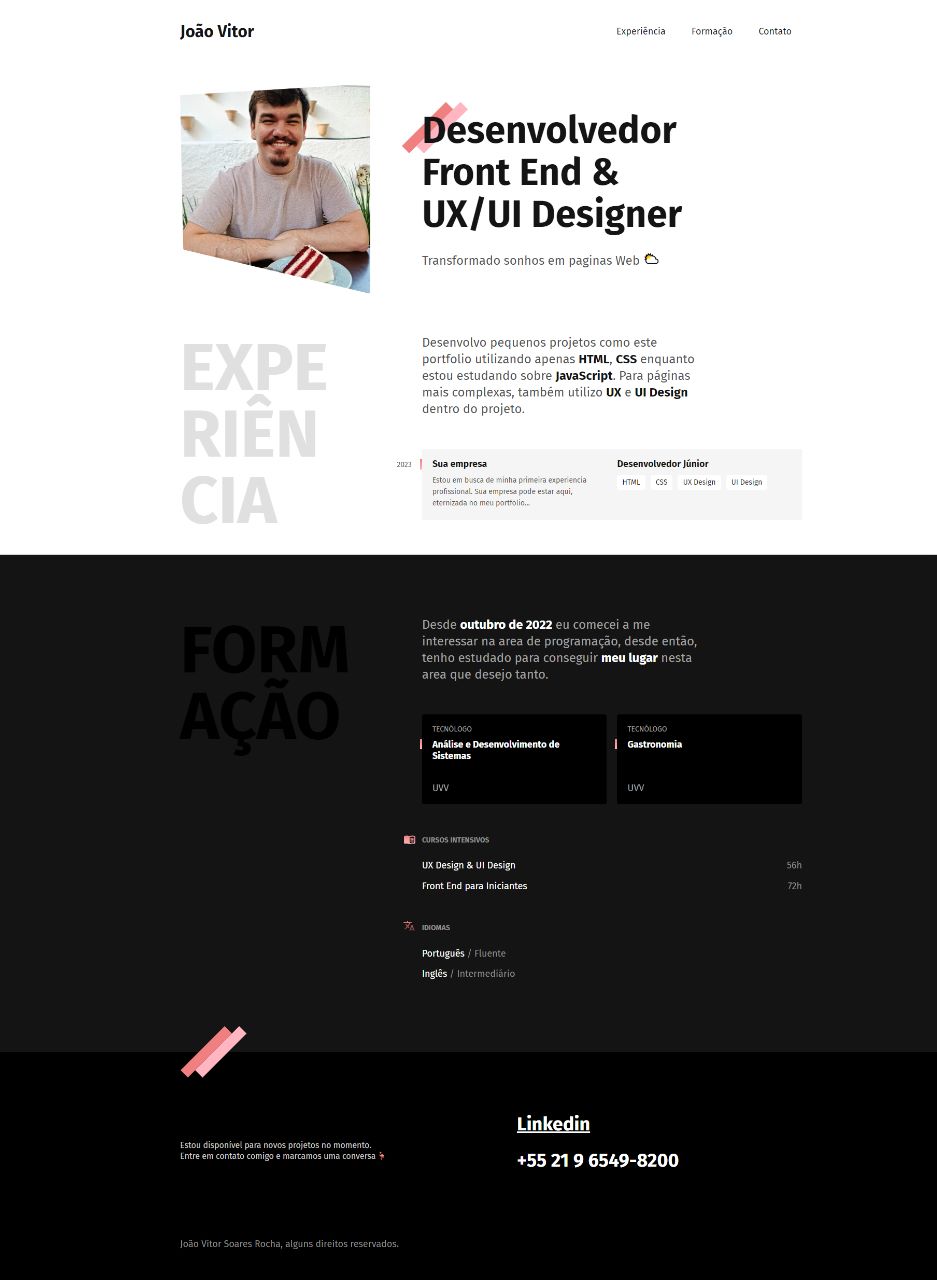 João Vitor
Experiência Formação Contato
Desenvolvedor
Front End &
UX/UI Designer
Transformado sonhos em paginas Web
EXPE
RIÊN
CIA
Desenvolvo pequenos projetos como este
portfolio utilizando apenas HTML, CSS enquanto
estou estudando sobre JavaScript. Para páginas
mais complexas, também utilizo UX e UI Design
dentro do projeto.
2023
Sua empresa
Estou em busca de minha primeira experiencia
profissional. Sua empresa pode estar aqui,
eternizada no meu portfolio...
Desenvolvedor Júnior
HTML CSS UX Design UI Design
FORM
AÇÃO
Desde outubro de 2022 eu comecei a me
interessar na area de programação, desde então,
tenho estudado para conseguir meu lugar nesta
area que desejo tanto.
TECNÓLOGO
Análise e Desenvolvimento de
Sistemas
UVV
TECNÓLOGO
Gastronomia
UVV
CURSOS INTENSIVOS
UX Design & UI Design 56h
Front End para Iniciantes 72h
IDIOMAS
Português / Fluente
Inglês / Intermediário
Estou disponível para novos projetos no momento.
Entre em contato comigo e marcamos uma conversa
Linkedin
+55 21 9 6549-8200
João Vitor Soares Rocha, alguns direitos reservados.